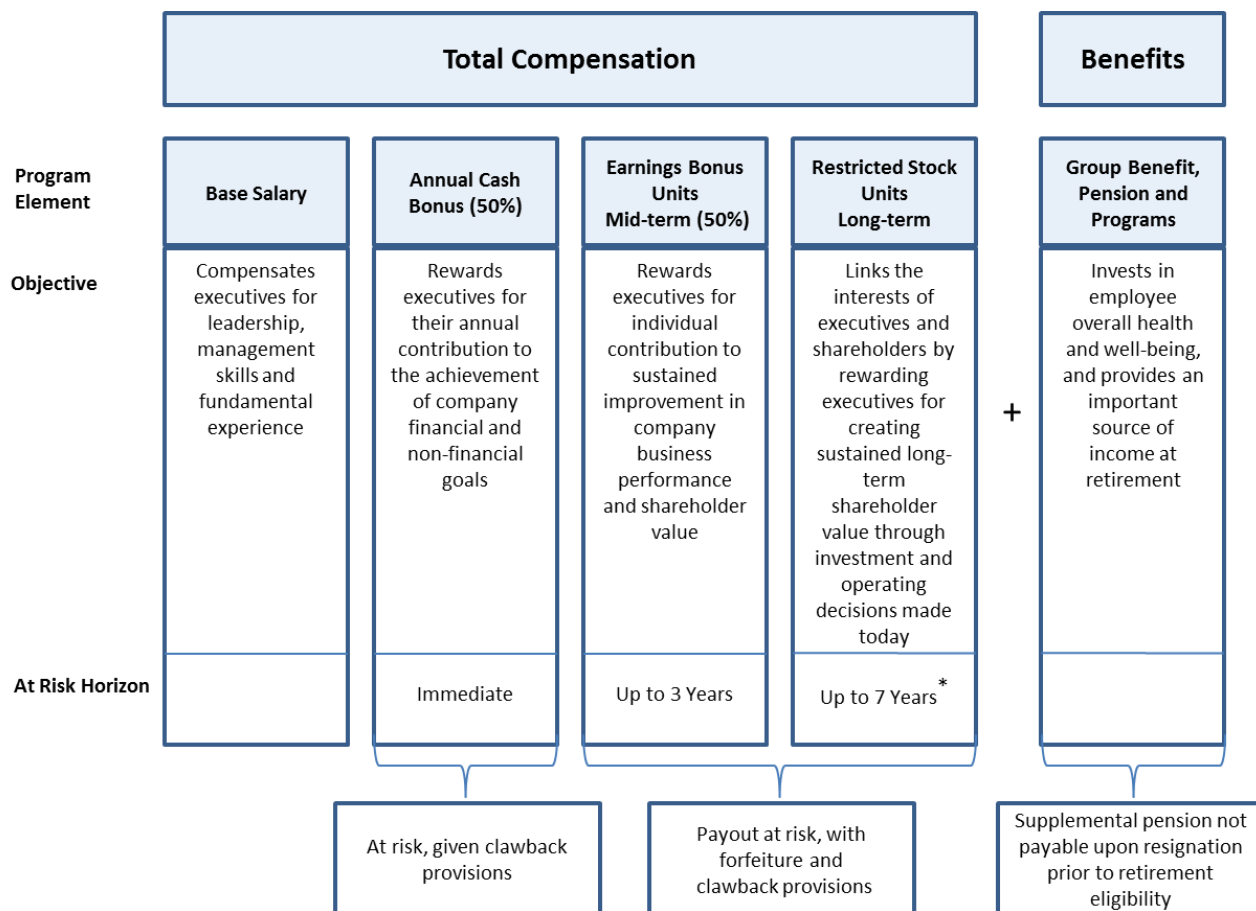 Total Compensation
Benefits
Program
Element
Base Salary
Annual Cash
Bonus (50%)
Earnings Bonus
Units
Mid-term (50%)
Restricted Stock
Units
Long-term
Group Benefit,
Pension and
Programs
Objective
Compensates
executives for
leadership,
management
skills and
fundamental
experience
Rewards
executives for
their annual
contribution to
the achievement
of company
financial and
non-financial
goals
Rewards
executives for
individual
contribution to
sustained
improvement in
company
business
performance
and shareholder
value
Links the
interests of
executives and
shareholders by
rewarding
executives for
creating
sustained long-
term
shareholder
value through
investment and
operating
decisions made
today
+
Invests in
employee
overall health
and well-being,
and provides an
important
source of
income at
retirement
At Risk Horizon
Immediate
Up to 3 Years
Up to 7 Years*
At risk, given clawback
provisions
Payout at risk, with
forfeiture and
clawback provisions
Supplemental pension not
payable upon resignation
prior to retirement
eligibility